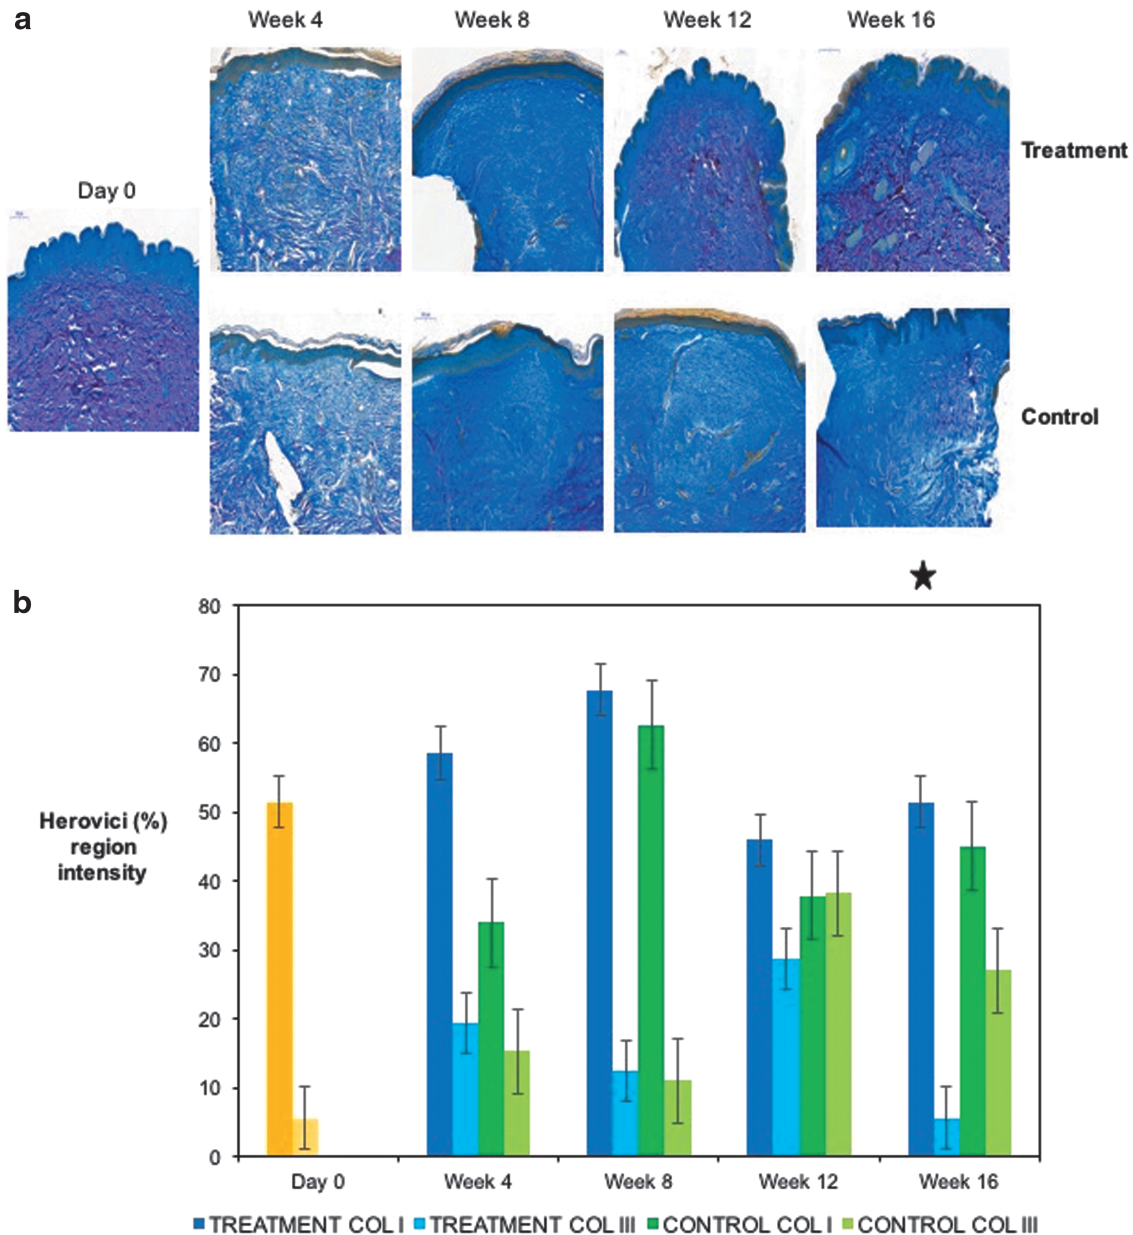 a
Week 4 Week 8 Week 12 Week 16
Treatment
Day 0
Control
b
★
80
70
60
50
40
30
20
10
0
Herovici (%)
region
intensity
Day 0 Week 4 Week 8 Week 12 Week 16
TREATMENT COL I TREATMENT COL III CONTROL COL I CONTROL COL III